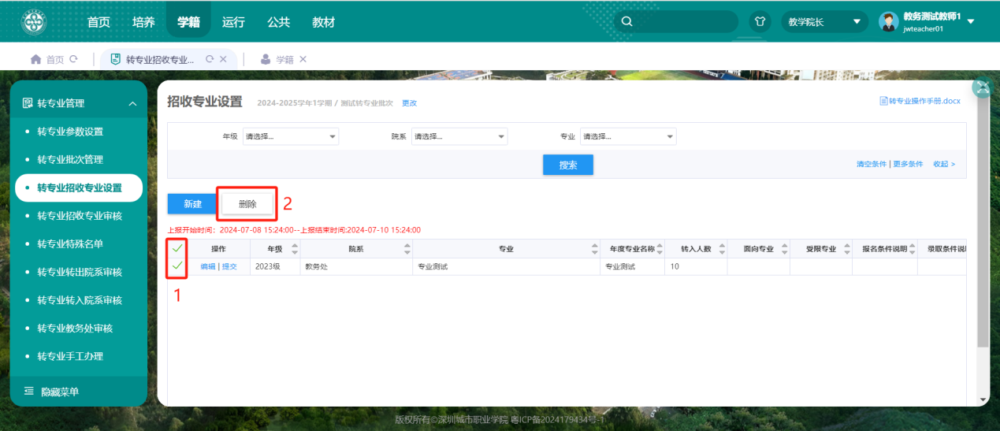 首页 培养 学籍 运行 公共 教材 教学院长 教务测试教师1
jwteacher01
首页 转专业招收专业... 学籍
转专业管理
转专业参数设置
转专业批次管理
转专业招收专业设置
转专业招收专业审核
转专业特殊名单
转专业转出院系审核
转专业转入院系审核
转专业教务处审核
转专业手工办理
隐藏菜单
招收专业设置 2024-2025学年1学期 / 测试转专业批次 更改 转专业操作手册.docx
年级 请选择... 院系 请选择... 专业 请选择...
搜索 清空条件 | 更多条件 收起 >
新建 删除 2
上报开始时间：2024-07-08 15:24:00--上报结束时间:2024-07-10 15:24:00
操作 年级 院系 专业 年度专业名称 转入人数 面向专业 受限专业 报名条件说明 录取条件说
编辑 | 提交 2023级 教务处 专业测试 专业测试 10
1
版权所有©深圳城市职业学院 粤ICP备2024179434号-1